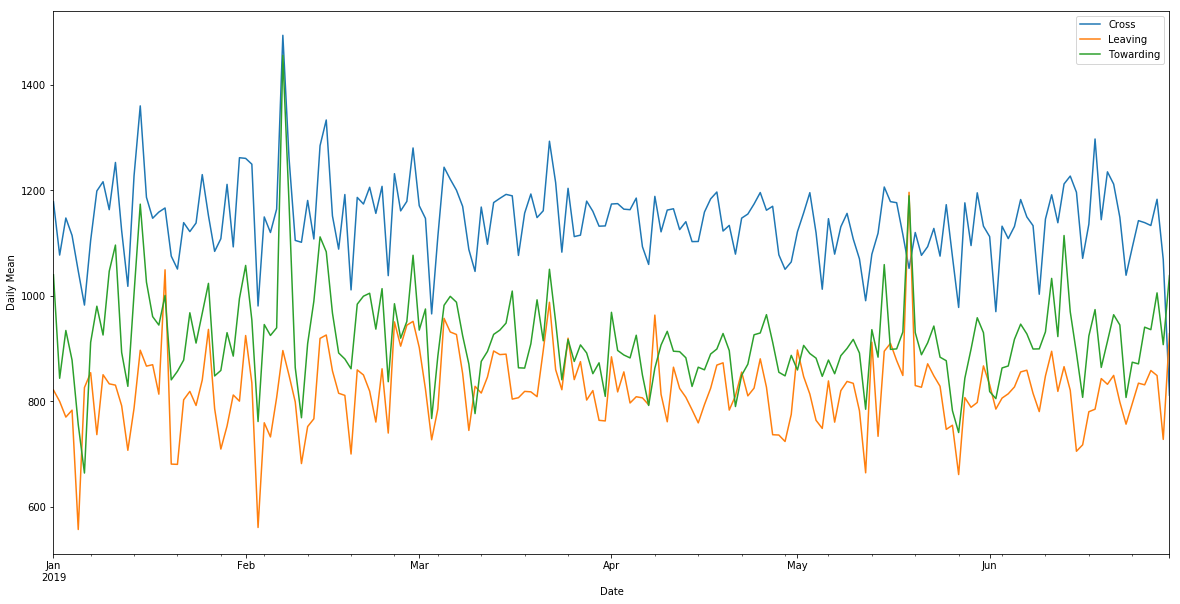 Cross
Leaving
Towarding
1400
1200
1000
800
600
Daily Mean
Jan
2019
Feb
Mar
Apr
May
Jun
Date